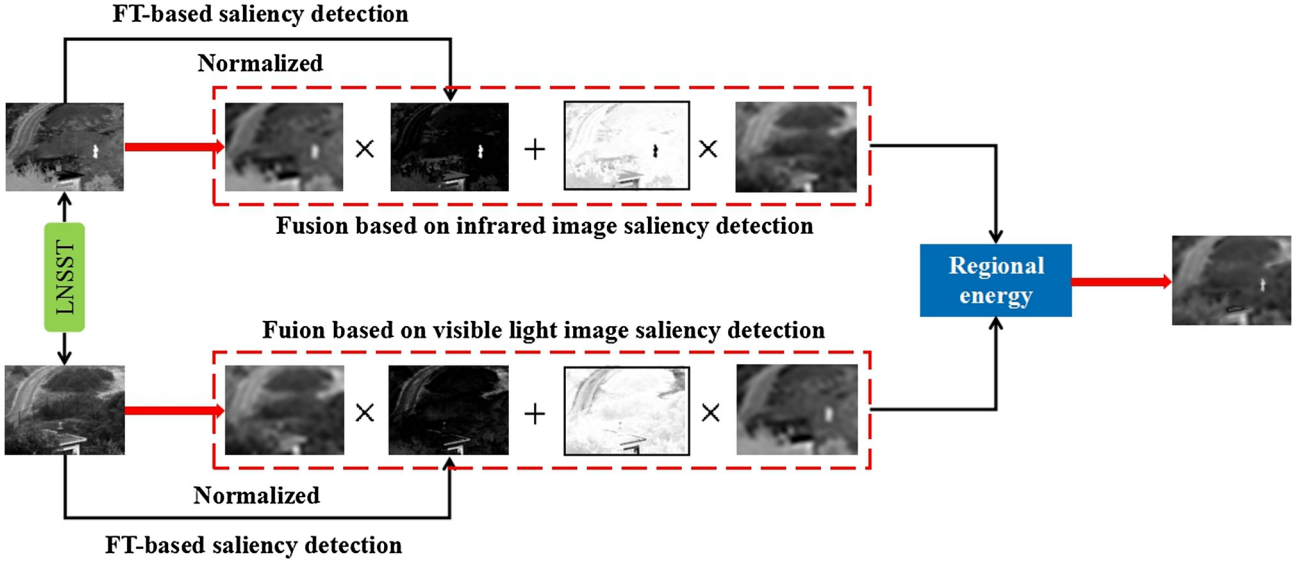 FT-based saliency detection
Normalized
×
+
×
Fusion based on infrared image saliency detection
LNSST
Regional
energy
Fuion based on visible light image saliency detection
×
+
×
Normalized
FT-based saliency detection